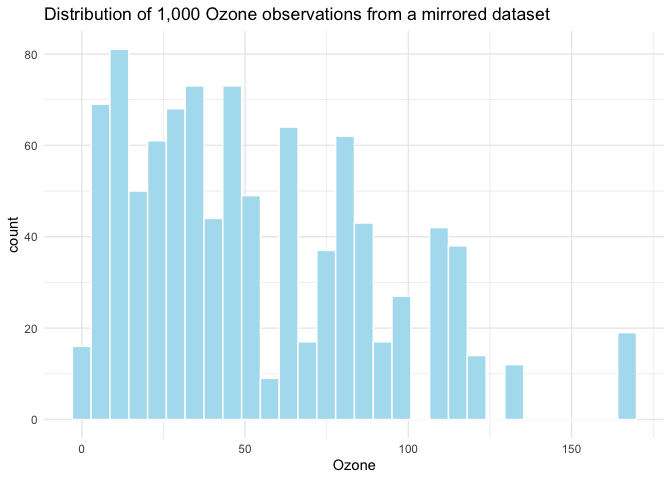 Distribution of 1,000 Ozone observations from a mirrored dataset
80
60
40
20
0
count
0 50 100 150
Ozone